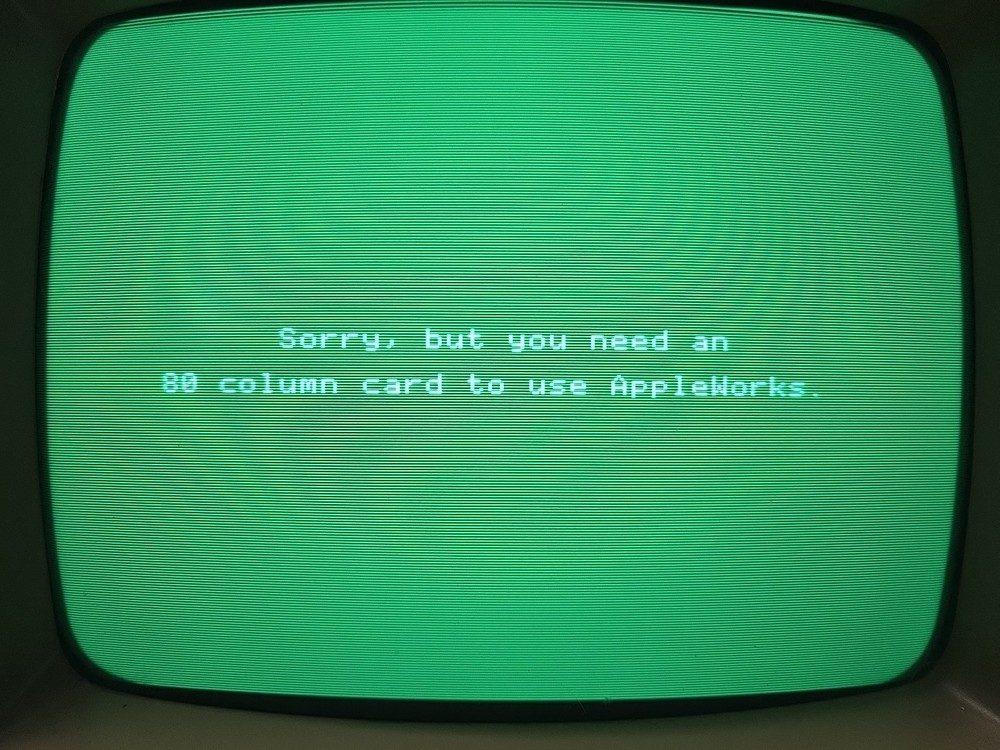 Sorry, but you need an
80 column card to use AppleWorks.